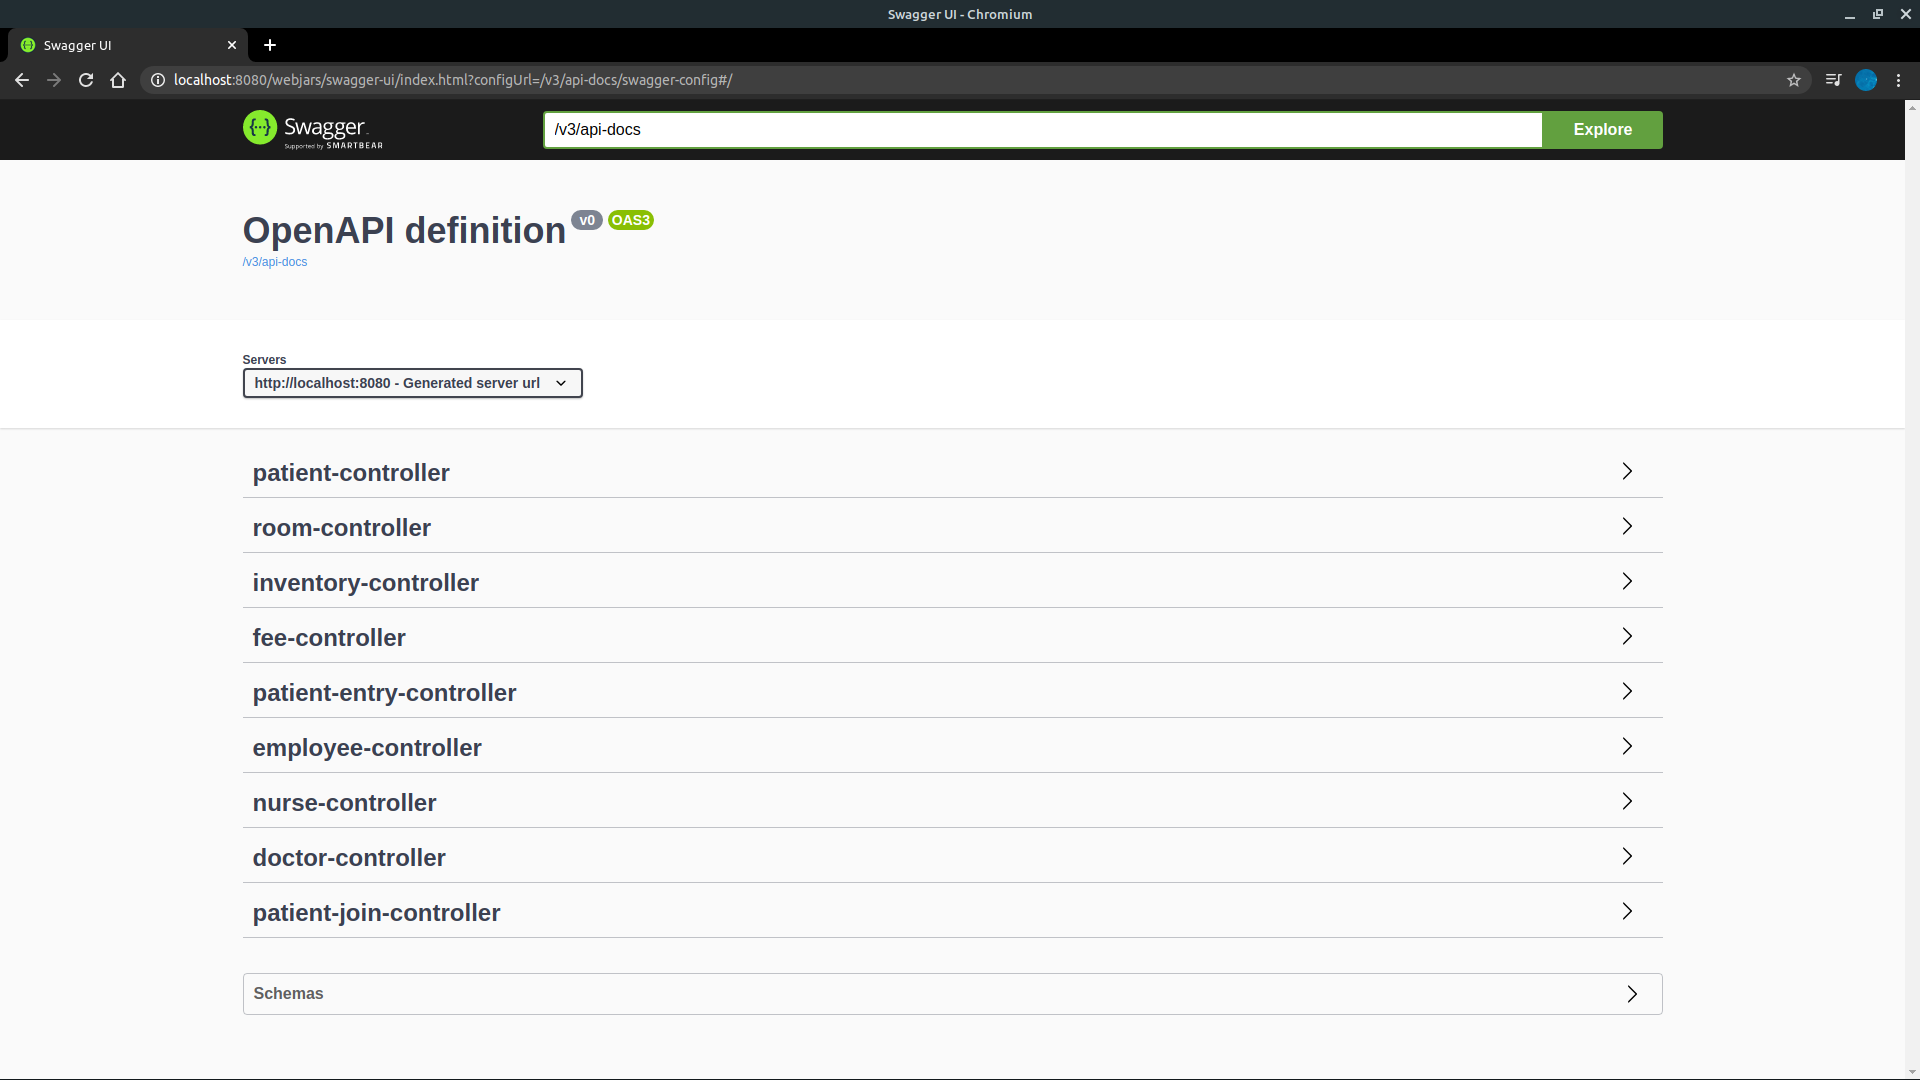 Swagger UI - Chromium
Swagger UI
localhost:8080/webjars/swagger-ui/index.html?configUrl=/v3/api-docs/swagger-config#/
Swagger
Supported by SMARTBEAR
/v3/api-docs
Explore
OpenAPI definition v0 OAS3
/v3/api-docs
Servers
http://localhost:8080 - Generated server url
patient-controller
room-controller
inventory-controller
fee-controller
patient-entry-controller
employee-controller
nurse-controller
doctor-controller
patient-join-controller
Schemas